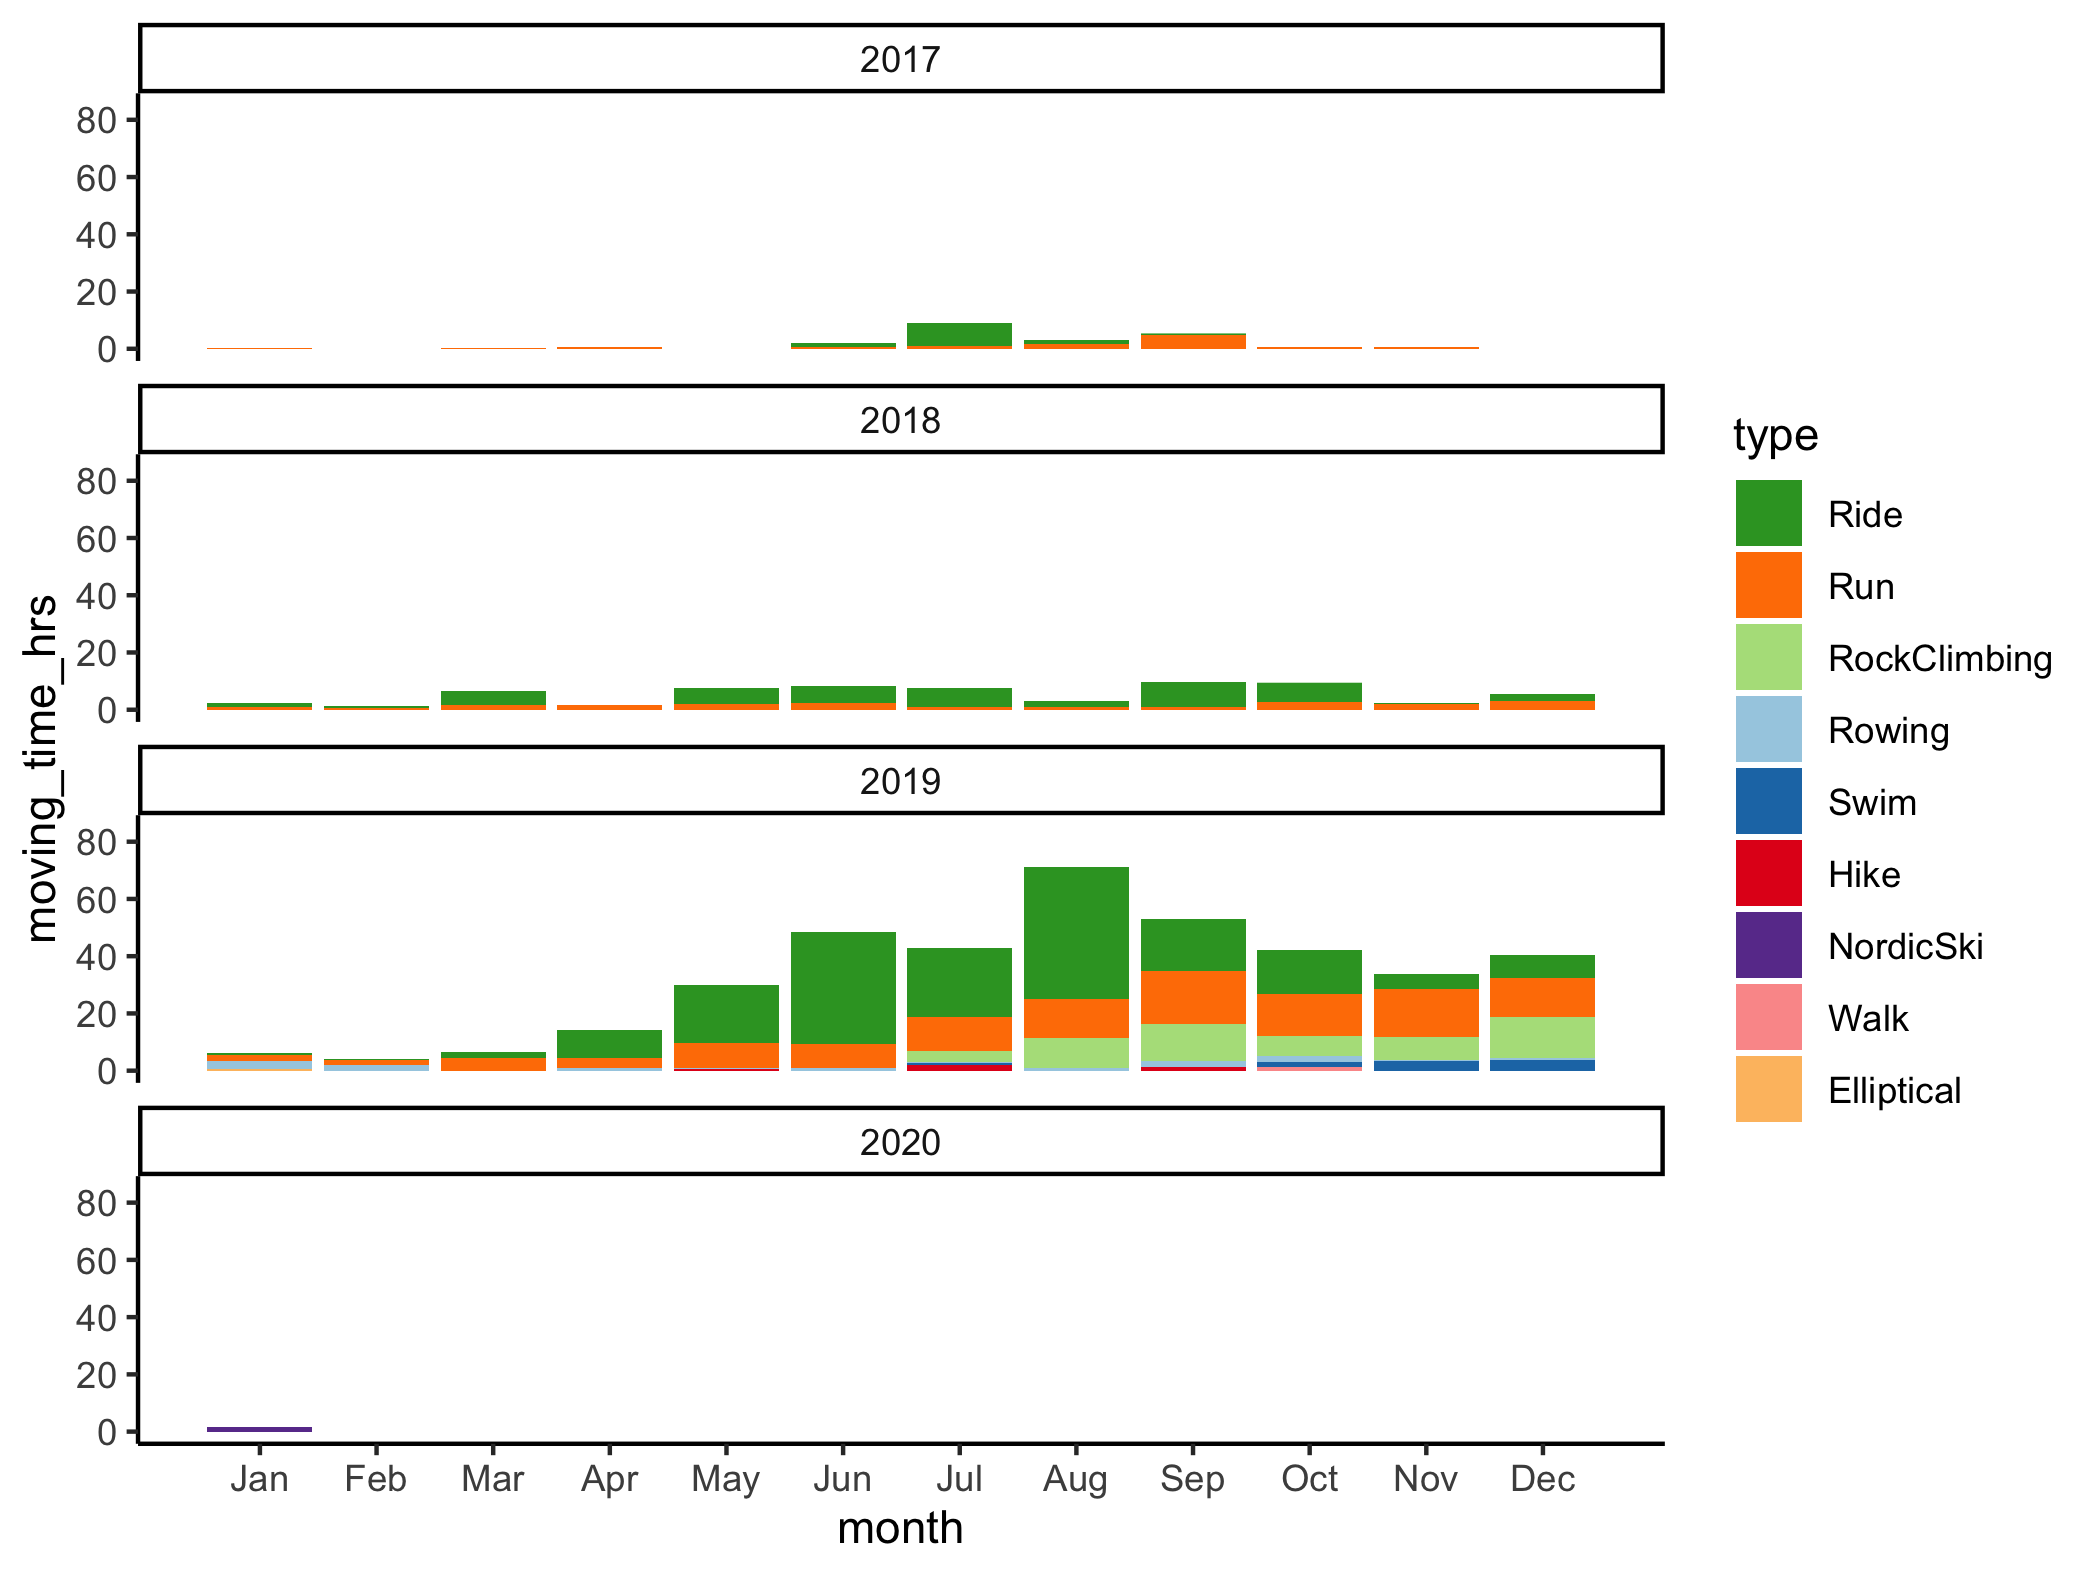 2017
80
60
40
20
0
2018
80
60
40
20
0
2019
80
60
40
20
0
2020
80
60
40
20
0
Jan Feb Mar Apr May Jun Jul Aug Sep Oct Nov Dec
month
moving_time_hrs
type
Ride
Run
RockClimbing
Rowing
Swim
Hike
NordicSki
Walk
Elliptical